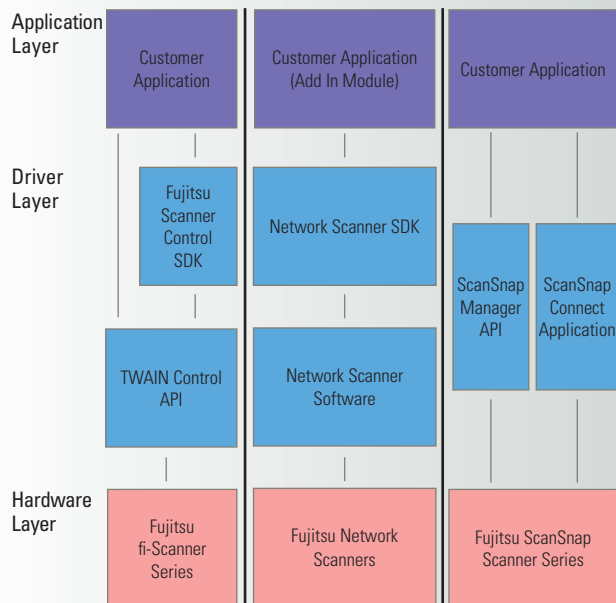 Application
Layer
Customer
Application
Customer Application
(Add In Module)
Customer Application
Driver
Layer
Fujitsu
Scanner
Control
SDK
Network Scanner SDK
ScanSnap
Manager
API
ScanSnap
Connect
Application
TWAIN Control
API
Network Scanner
Software
Hardware
Layer
Fujitsu
fi-Scanner
Series
Fujitsu Network
Scanners
Fujitsu ScanSnap
Scanner Series